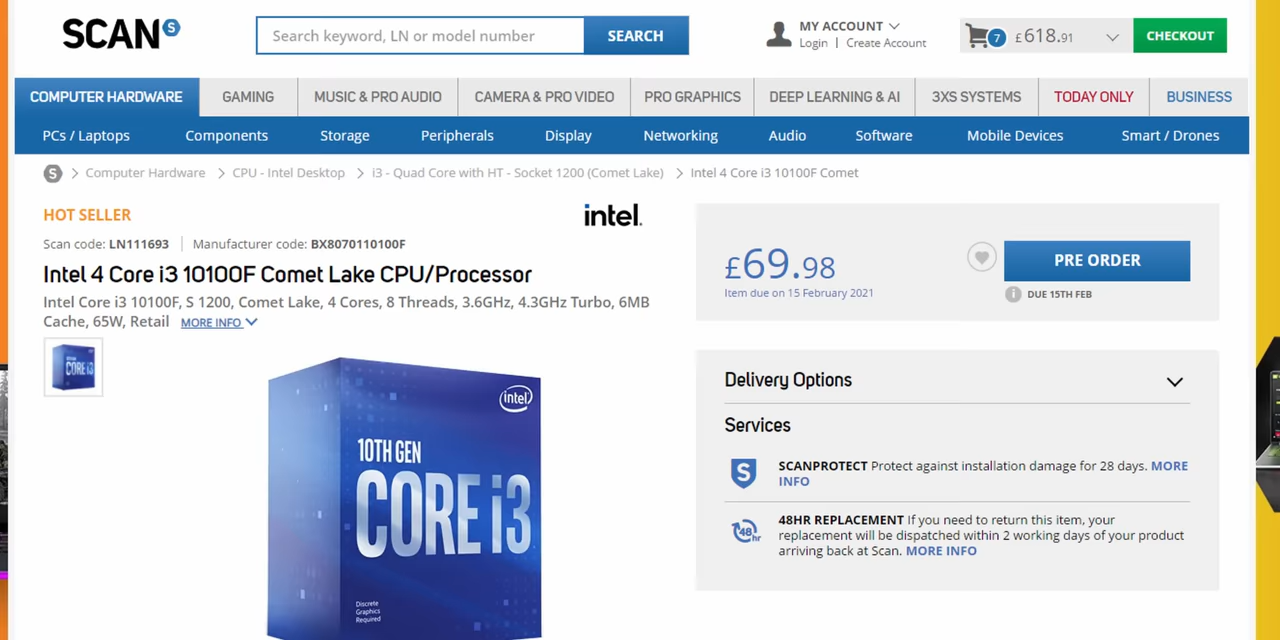 SCAN S
Search keyword, LN or model number
SEARCH
MY ACCOUNT
Login | Create Account
7
£618.91
CHECKOUT
COMPUTER HARDWARE GAMING MUSIC & PRO AUDIO CAMERA & PRO VIDEO PRO GRAPHICS DEEP LEARNING & AI 3XS SYSTEMS TODAY ONLY BUSINESS
PCs / Laptops Components Storage Peripherals Display Networking Audio Software Mobile Devices Smart / Drones
S > Computer Hardware > CPU - Intel Desktop > i3 - Quad Core with HT - Socket 1200 (Comet Lake) > Intel 4 Core i3 10100F Comet
HOT SELLER
intel.
Scan code: LN111693 | Manufacturer code: BX8070110100F
Intel 4 Core i3 10100F Comet Lake CPU/Processor
Intel Core i3 10100F, S 1200, Comet Lake, 4 Cores, 8 Threads, 3.6GHz, 4.3GHz Turbo, 6MB
Cache, 65W, Retail MORE INFO
CORE i3
intel
10TH GEN
CORE i3
Discrete
Graphics
Required
£69.98
Item due on 15 February 2021
PRE ORDER
i DUE 15TH FEB
Delivery Options
Services
S
SCANPROTECT Protect against installation damage for 28 days. MORE
INFO
48hr
48HR REPLACEMENT If you need to return this item, your
replacement will be dispatched within 2 working days of your product
arriving back at Scan. MORE INFO